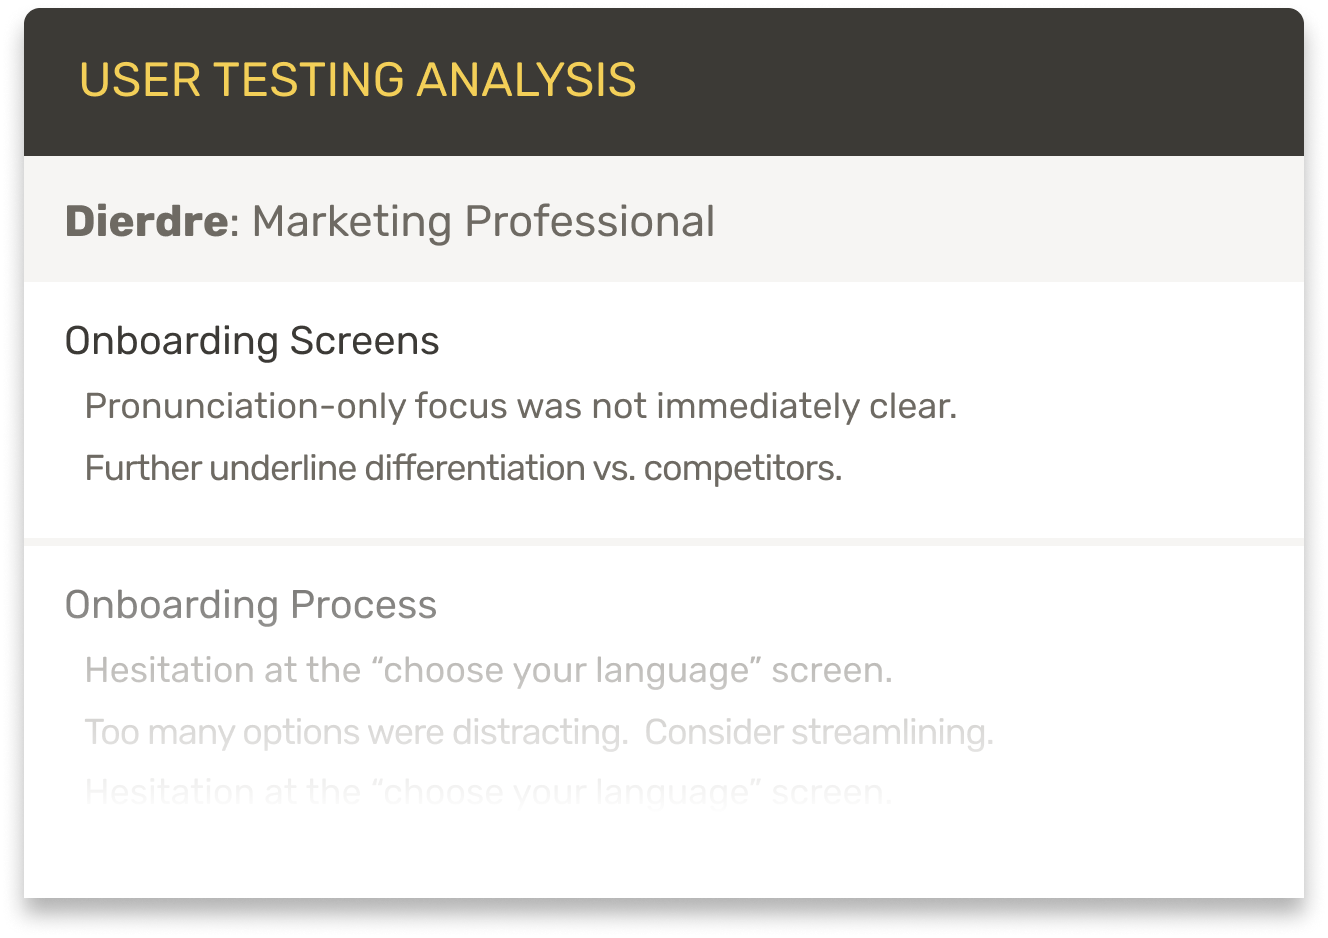 USER TESTING ANALYSIS
Dierdre: Marketing Professional
Onboarding Screens
Pronunciation-only focus was not immediately clear.
Further underline differentiation vs. competitors.
Onboarding Process
Hesitation at the “choose your language” screen.
Too many options were distracting.  Consider streamlining.
Hesitation at the “choose your language” screen.